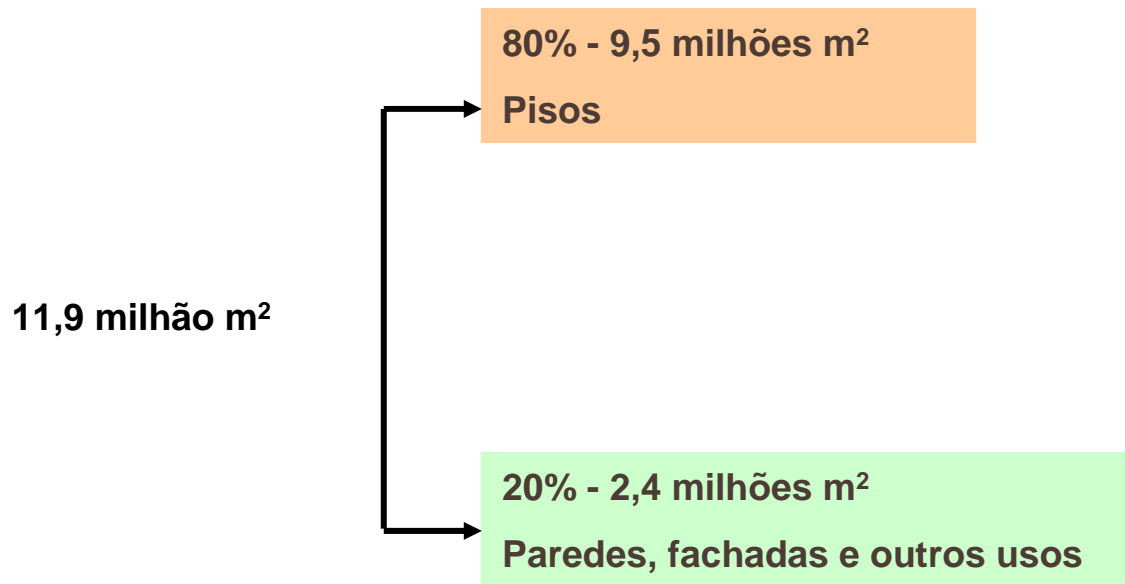 80% - 9,5 milhões m²
Pisos
11,9 milhão m²
20% - 2,4 milhões m²
Paredes, fachadas e outros usos